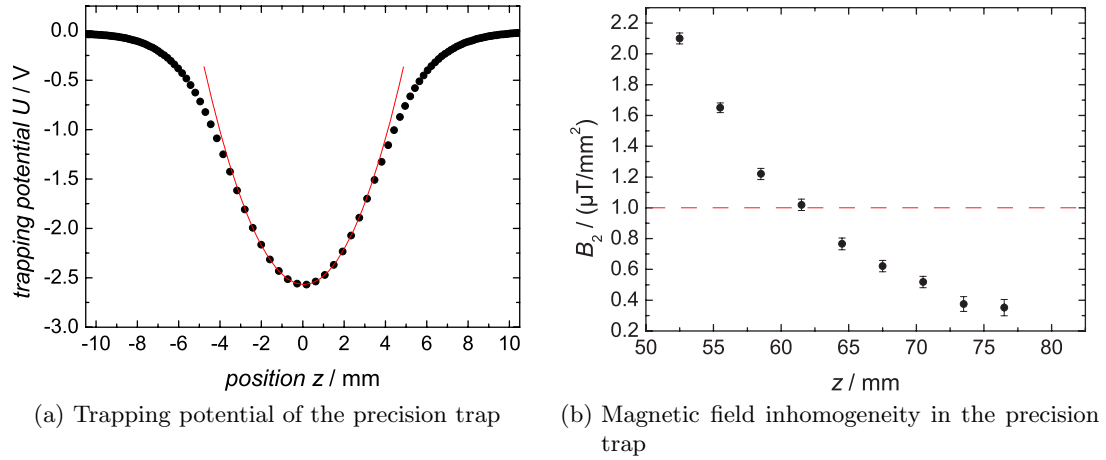 0.0
-0.5
-1.0
-1.5
-2.0
-2.5
-3.0
trapping potential U / V
-10 -8 -6 -4 -2 0 2 4 6 8 10
position z / mm
(a) Trapping potential of the precision trap
2.2
2.0
1.8
1.6
1.4
1.2
1.0
0.8
0.6
0.4
0.2
B₂ / (μT/mm²)
50 55 60 65 70 75 80
z / mm
(b) Magnetic field inhomogeneity in the precision
trap